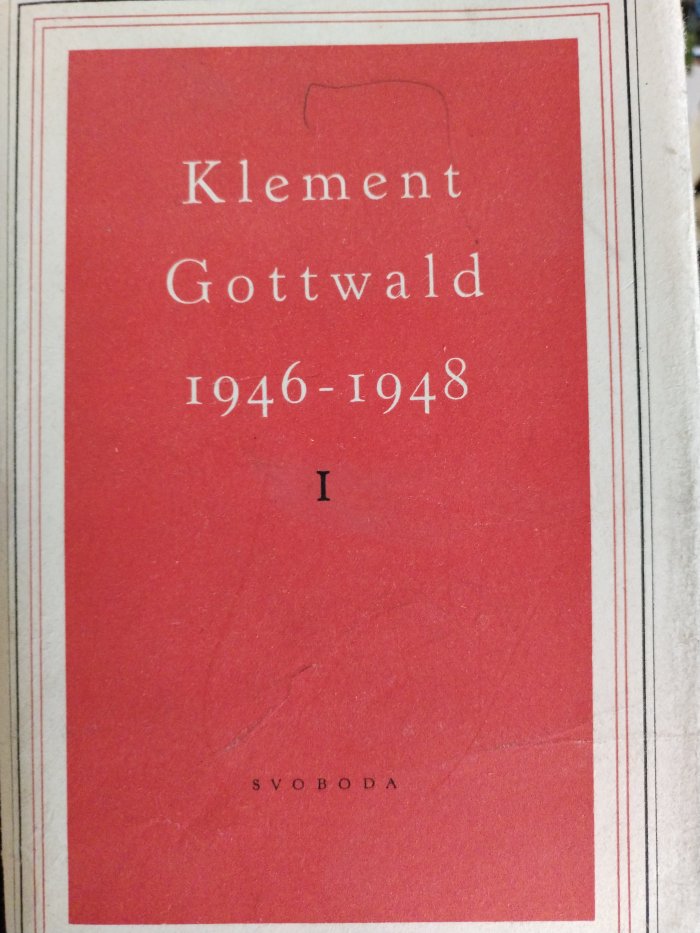 Klement
Gottwald
1946-1948
I
SVOBODA